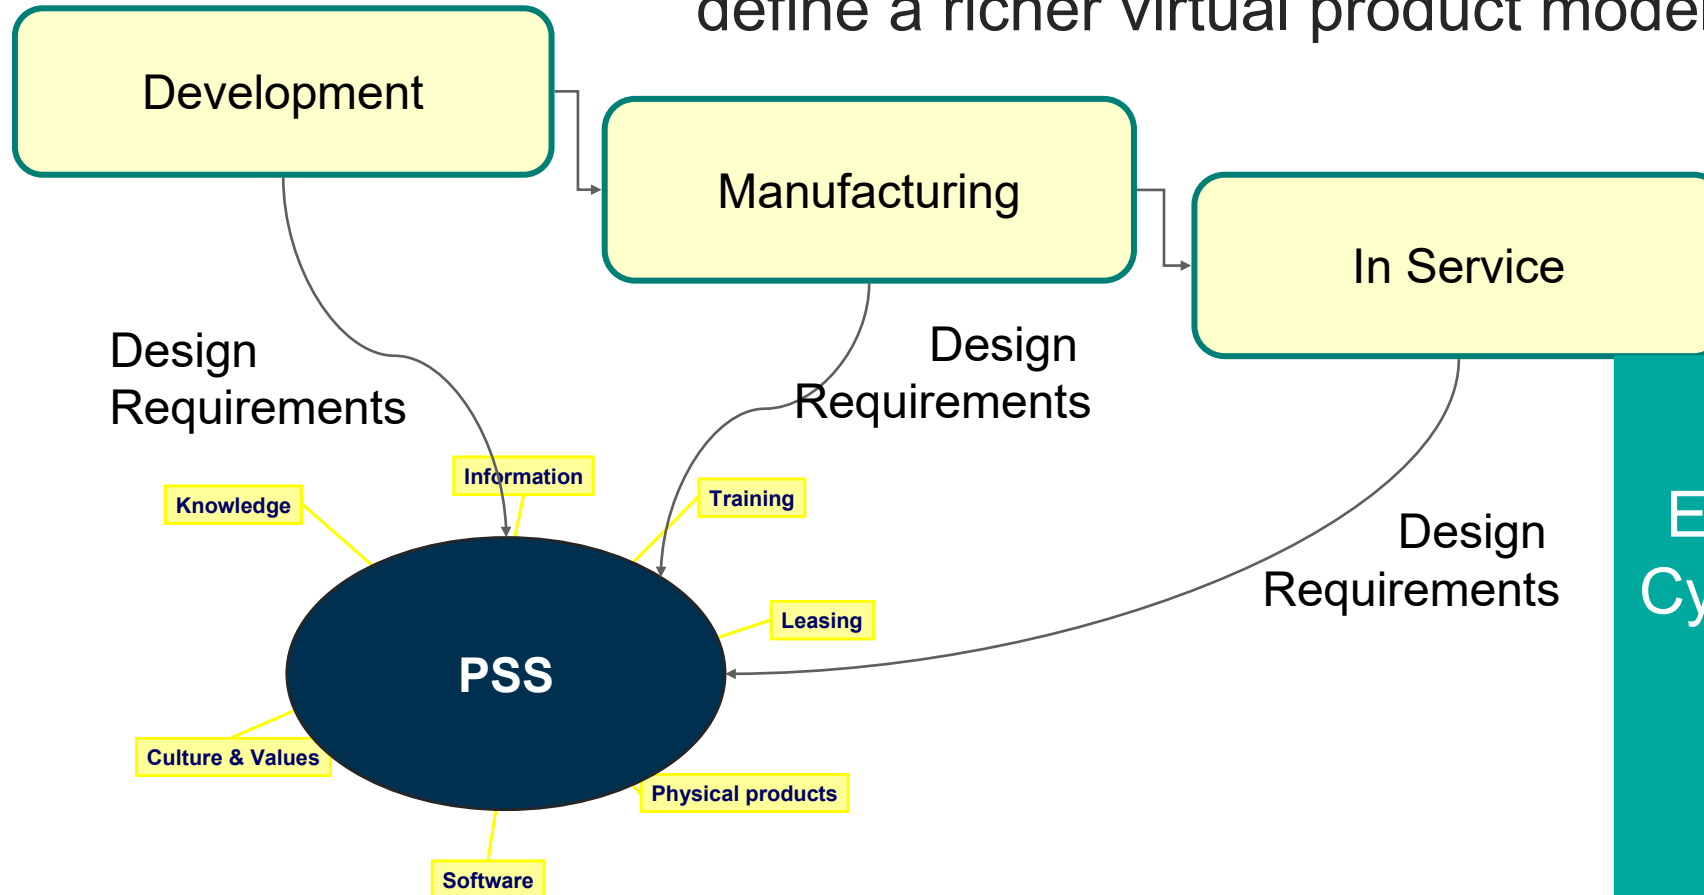 define a richer virtual product model
Development
Manufacturing
In Service
Design
Requirements
Design
Requirements
Design
Requirements
Information
Knowledge
Training
Leasing
PSS
Culture & Values
Physical products
Software
E
Cy